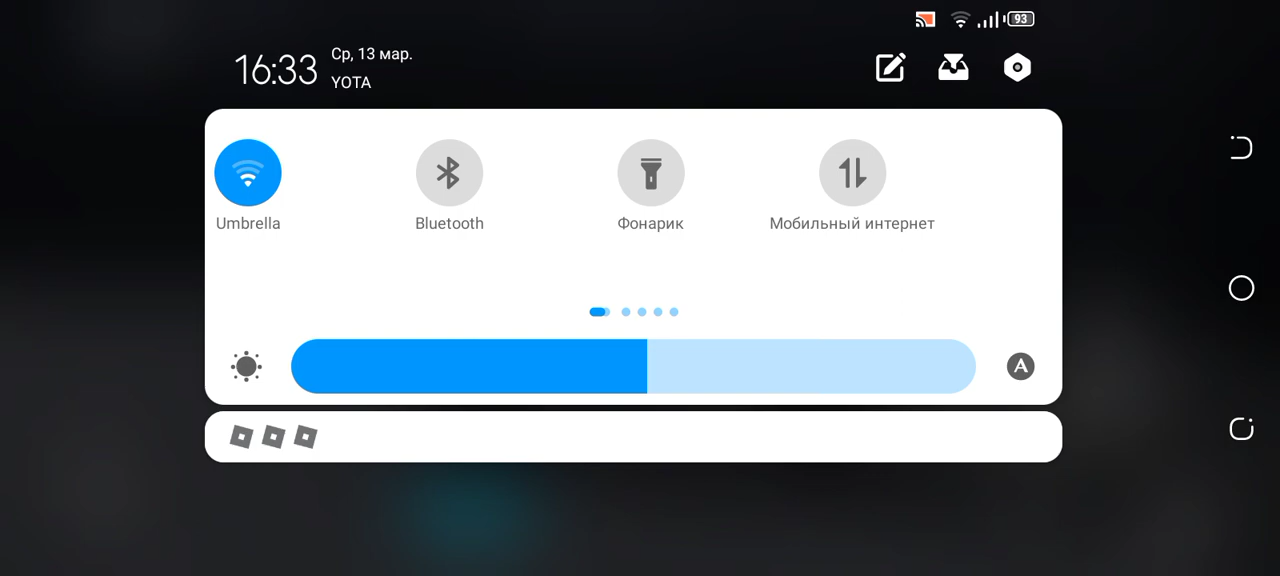 93
16:33
Ср, 13 мар.
YOTA
Umbrella
Bluetooth
Фонарик
Мобильный интернет
A